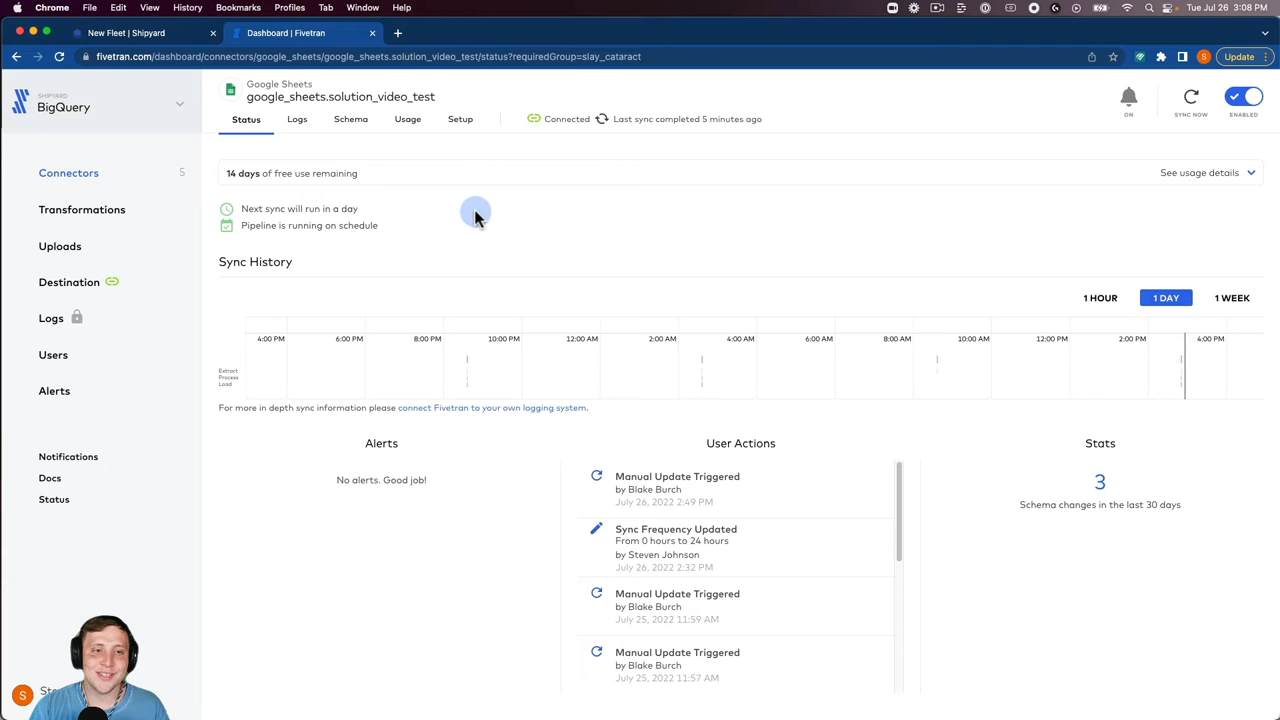 Chrome File Edit View History Bookmarks Profiles Tab Window Help Tue Jul 26 3:08 PM
New Fleet | Shipyard
Dashboard | Fivetran
fivetran.com/dashboard/connectors/google_sheets/google_sheets.solution_video_test/status?requiredGroup=slay_cataract
S
Update
SHIPYARD
BigQuery
Google Sheets
google_sheets.solution_video_test
Status Logs Schema Usage Setup
Connected Last sync completed 5 minutes ago
ON
SYNC NOW
ENABLED
Connectors 5
Transformations
Uploads
Destination
Logs
Users
Alerts
Notifications
Docs
Status
S
14 days of free use remaining
See usage details
Next sync will run in a day
Pipeline is running on schedule
Sync History
1 HOUR 1 DAY 1 WEEK
4:00 PM 6:00 PM 8:00 PM 10:00 PM 12:00 AM 2:00 AM 4:00 AM 6:00 AM 8:00 AM 10:00 AM 12:00 PM 2:00 PM 4:00 PM
Extract
Process
Load
For more in depth sync information please connect Fivetran to your own logging system.
Alerts
No alerts. Good job!
User Actions
Manual Update Triggered
by Blake Burch
July 26, 2022 2:49 PM
Sync Frequency Updated
From 0 hours to 24 hours
by Steven Johnson
July 26, 2022 2:32 PM
Manual Update Triggered
by Blake Burch
July 25, 2022 11:59 AM
Manual Update Triggered
by Blake Burch
July 25, 2022 11:57 AM
Stats
3
Schema changes in the last 30 days